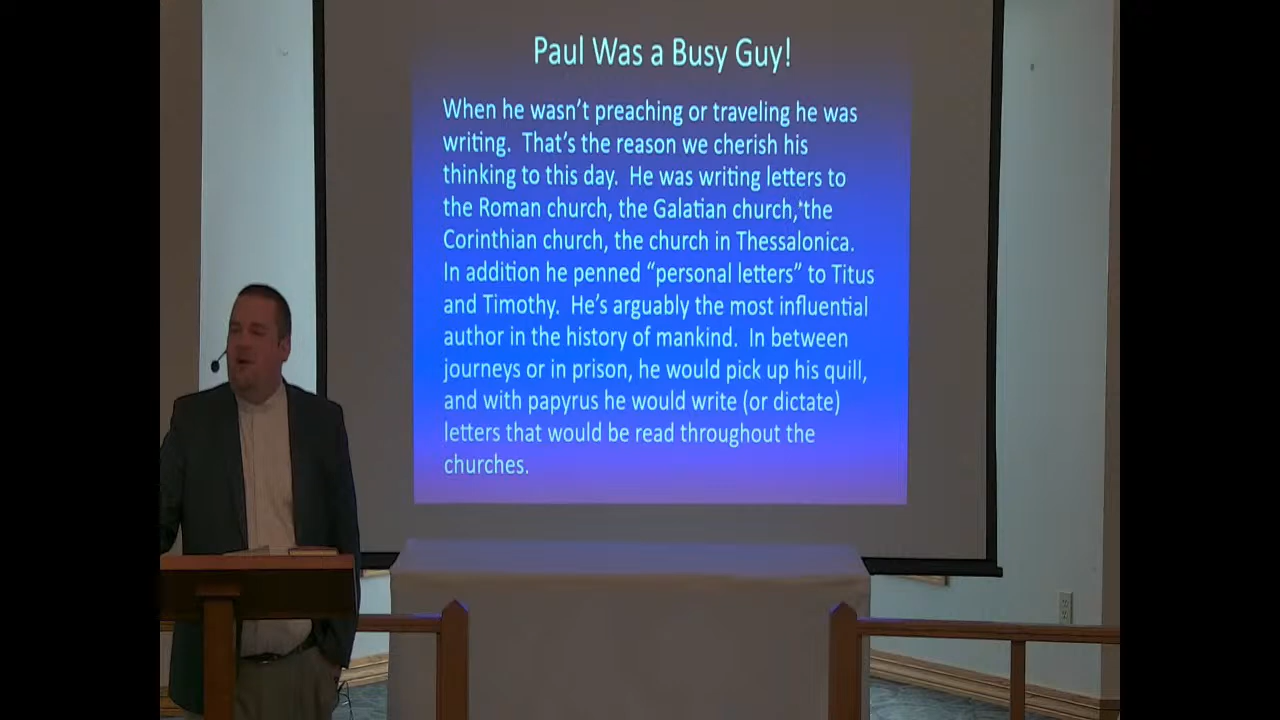 Paul Was a Busy Guy!
When he wasn't preaching or traveling he was
writing.  That's the reason we cherish his
thinking to this day.  He was writing letters to
the Roman church, the Galatian church, the
Corinthian church, the church in Thessalonica.
In addition he penned “personal letters” to Titus
and Timothy.  He's arguably the most influential
author in the history of mankind.  In between
journeys or in prison, he would pick up his quill,
and with papyrus he would write (or dictate)
letters that would be read throughout the
churches.